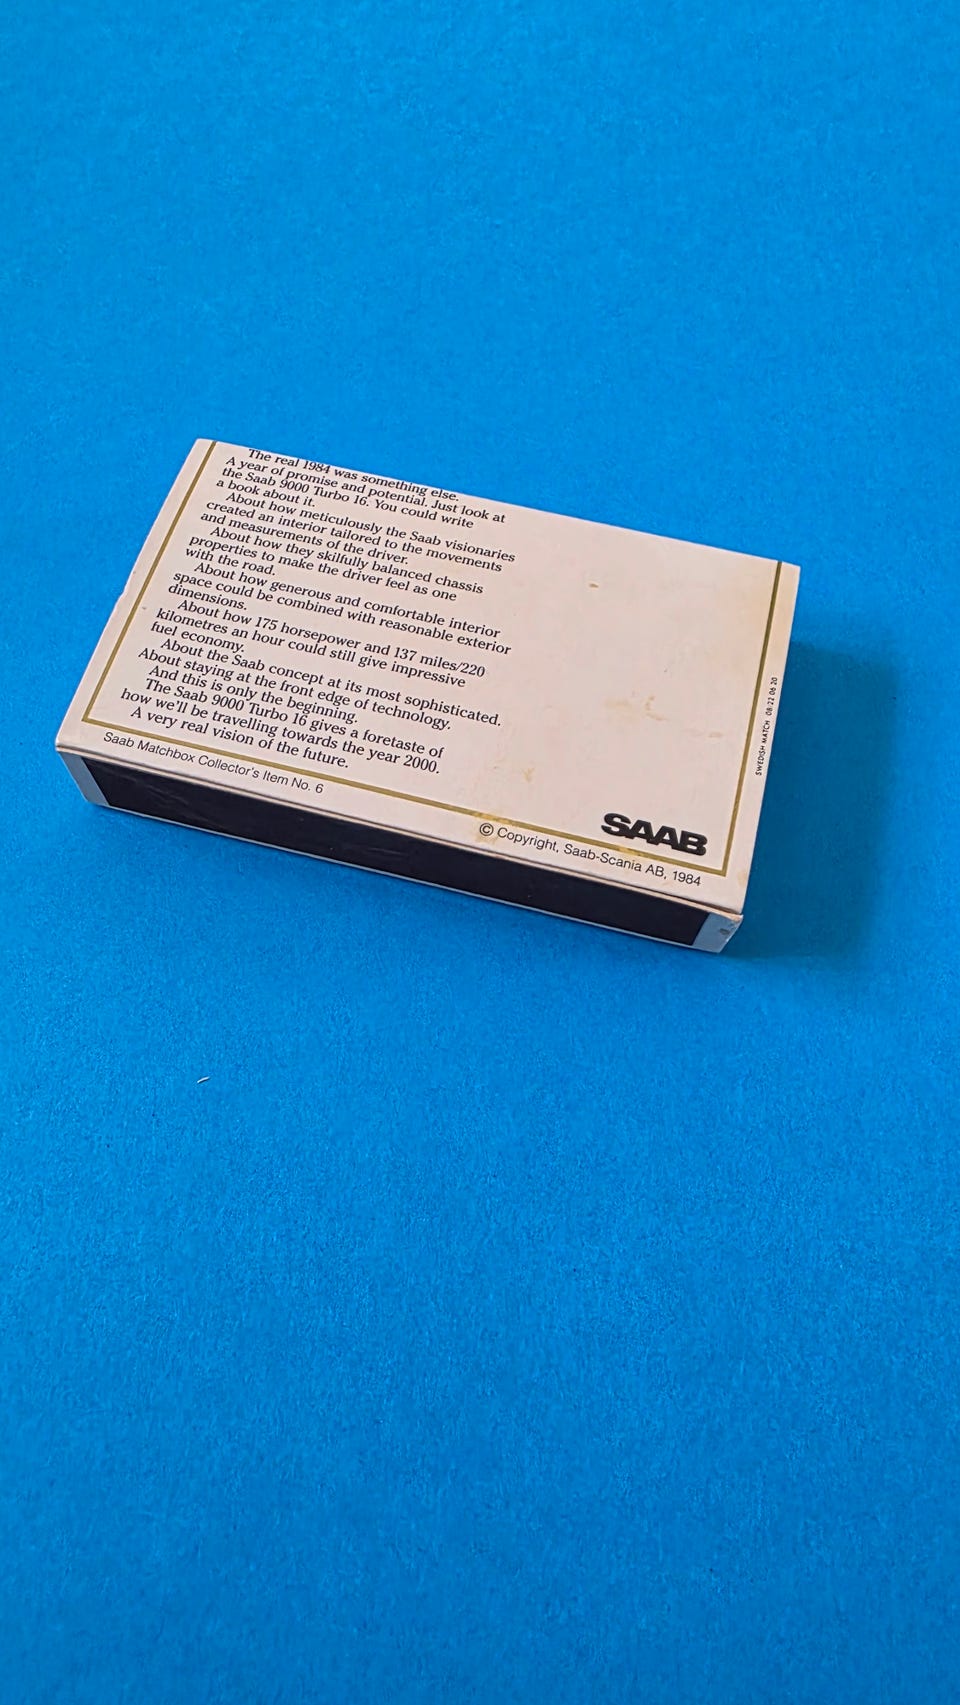 The real 1984 was something else.
A year of promise and potential. Just look at
the Saab 9000 Turbo 16. You could write
a book about it.
About how meticulously the Saab visionaries
created an interior tailored to the movements
and measurements of the driver.
About how they skilfully balanced chassis
properties to make the driver feel as one
with the road.
About how generous and comfortable interior
space could be combined with reasonable exterior
dimensions.
About how 175 horsepower and 137 miles/220
kilometres an hour could still give impressive
fuel economy.
About the Saab concept at its most sophisticated.
About staying at the front edge of technology.
And this is only the beginning.
The Saab 9000 Turbo 16 gives a foretaste of
how we'll be travelling towards the year 2000.
A very real vision of the future.
SAAB
Saab Matchbox Collector's Item No. 6
© Copyright, Saab-Scania AB, 1984
SWEDISH MATCH 08 22 06 20